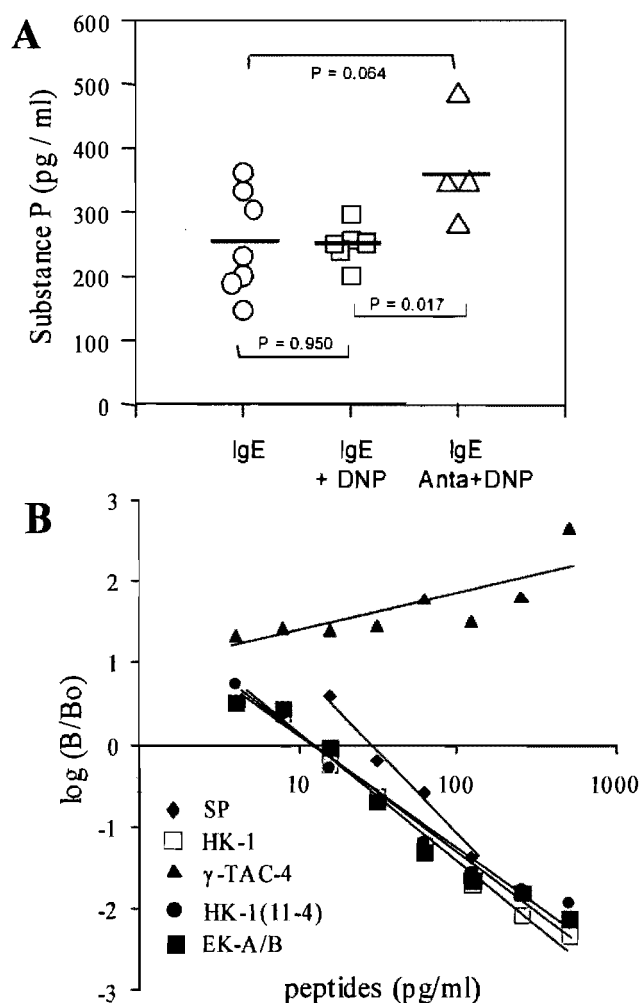 A
600
500
400
300
200
100
0
Substance P (pg / ml)
P = 0.064
P = 0.017
P = 0.950
IgE
IgE
+ DNP
IgE
Anta+DNP
B
3
2
1
0
-1
-2
-3
log (B/Bo)
10
100
1000
SP
HK-1
γ-TAC-4
HK-1(11-4)
EK-A/B
peptides (pg/ml)